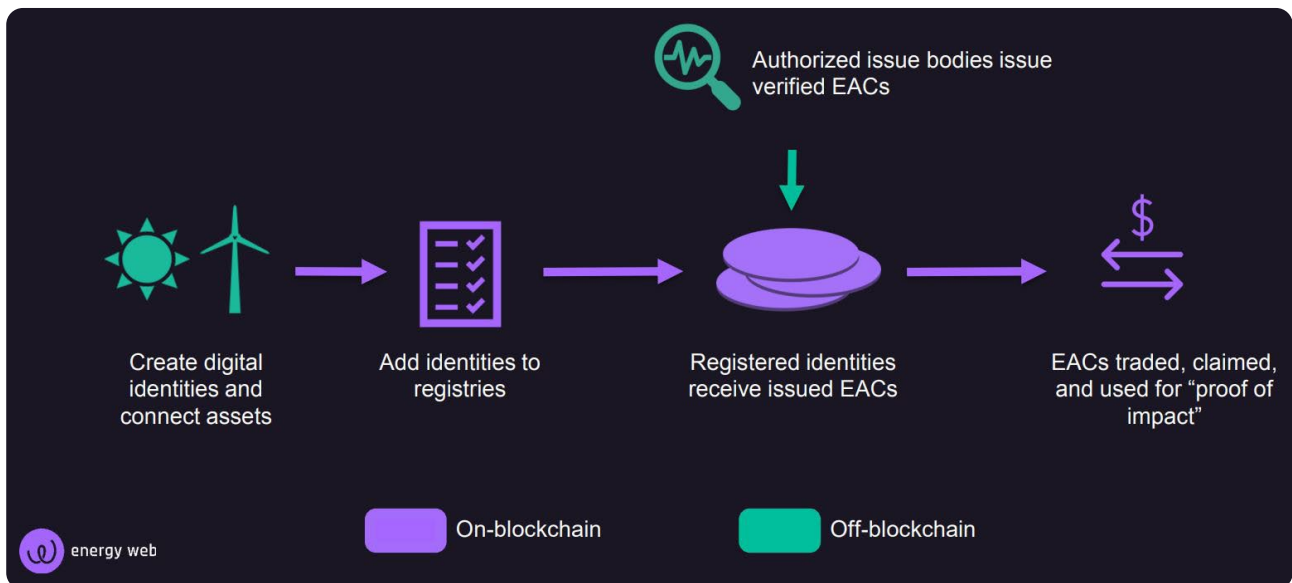 Authorized issue bodies issue
verified EACs
$
Create digital
identities and
connect assets
Add identities to
registries
Registered identities
receive issued EACs
EACs traded, claimed,
and used for “proof of
impact”
On-blockchain
Off-blockchain
energy web